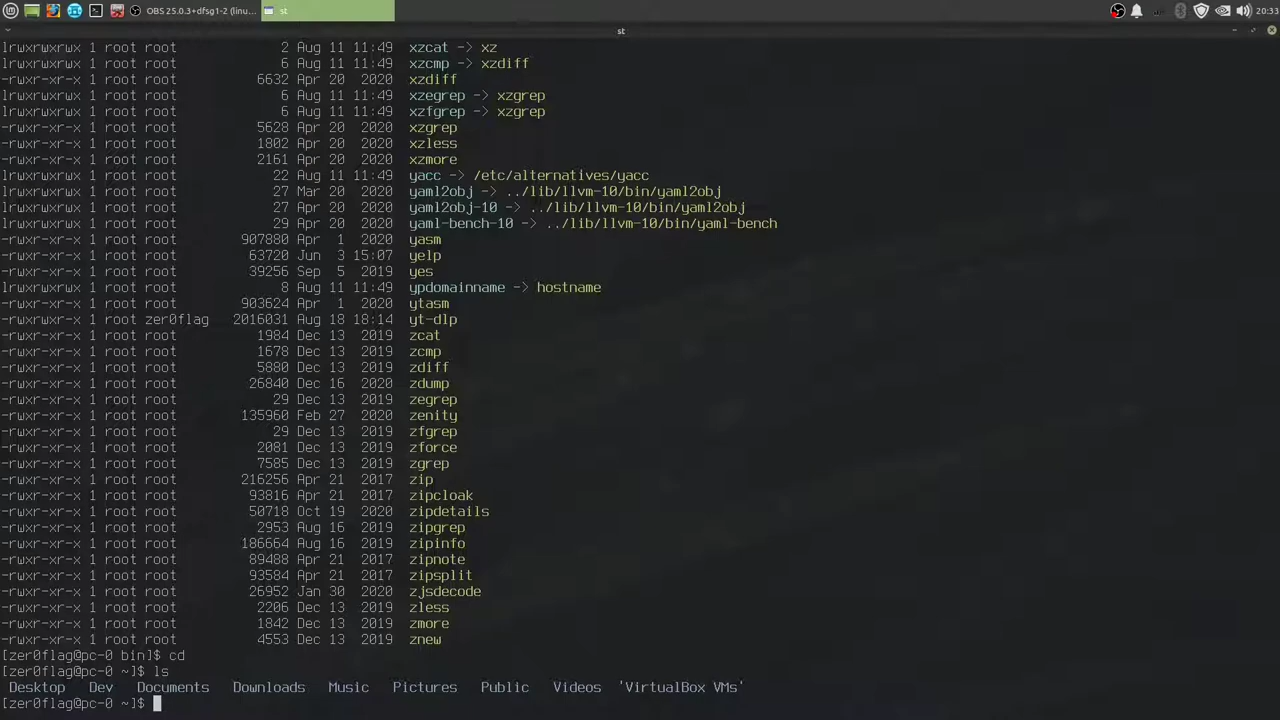 OBS 25.0.3+dfsg1-2 (linu... st 20:33
st
lrwxrwxrwx 1 root root 2 Aug 11 11:49 xzcat -> xz
lrwxrwxrwx 1 root root 6 Aug 11 11:49 xzcmp -> xzdiff
-rwxr-xr-x 1 root root 6632 Apr 20 2020 xzdiff
lrwxrwxrwx 1 root root 6 Aug 11 11:49 xzegrep -> xzgrep
lrwxrwxrwx 1 root root 6 Aug 11 11:49 xzfgrep -> xzgrep
-rwxr-xr-x 1 root root 5628 Apr 20 2020 xzgrep
-rwxr-xr-x 1 root root 1802 Apr 20 2020 xzless
-rwxr-xr-x 1 root root 2161 Apr 20 2020 xzmore
lrwxrwxrwx 1 root root 22 Aug 11 11:49 yacc -> /etc/alternatives/yacc
lrwxrwxrwx 1 root root 27 Mar 20 2020 yaml2obj -> ../lib/llvm-10/bin/yaml2obj
lrwxrwxrwx 1 root root 27 Apr 20 2020 yaml2obj-10 -> ../lib/llvm-10/bin/yaml2obj
lrwxrwxrwx 1 root root 29 Apr 20 2020 yaml-bench-10 -> ../lib/llvm-10/bin/yaml-bench
-rwxr-xr-x 1 root root 907880 Apr 1 2020 yasm
-rwxr-xr-x 1 root root 63720 Jun 3 15:07 yelp
-rwxr-xr-x 1 root root 39256 Sep 5 2019 yes
lrwxrwxrwx 1 root root 8 Aug 11 11:49 ypdomainname -> hostname
-rwxr-xr-x 1 root root 903624 Apr 1 2020 ytasm
-rwxrwxr-x 1 root zer0flag 2016031 Aug 18 18:14 yt-dlp
-rwxr-xr-x 1 root root 1984 Dec 13 2019 zcat
-rwxr-xr-x 1 root root 1678 Dec 13 2019 zcmp
-rwxr-xr-x 1 root root 5880 Dec 13 2019 zdiff
-rwxr-xr-x 1 root root 26840 Dec 16 2020 zdump
-rwxr-xr-x 1 root root 29 Dec 13 2019 zegrep
-rwxr-xr-x 1 root root 135960 Feb 27 2020 zenity
-rwxr-xr-x 1 root root 29 Dec 13 2019 zfgrep
-rwxr-xr-x 1 root root 2081 Dec 13 2019 zforce
-rwxr-xr-x 1 root root 7585 Dec 13 2019 zgrep
-rwxr-xr-x 1 root root 216256 Apr 21 2017 zip
-rwxr-xr-x 1 root root 93816 Apr 21 2017 zipcloak
-rwxr-xr-x 1 root root 50718 Oct 19 2020 zipdetails
-rwxr-xr-x 1 root root 2953 Aug 16 2019 zipgrep
-rwxr-xr-x 1 root root 186664 Aug 16 2019 zipinfo
-rwxr-xr-x 1 root root 89488 Apr 21 2017 zipnote
-rwxr-xr-x 1 root root 93584 Apr 21 2017 zipsplit
-rwxr-xr-x 1 root root 26952 Jan 30 2020 zjsdecode
-rwxr-xr-x 1 root root 2206 Dec 13 2019 zless
-rwxr-xr-x 1 root root 1842 Dec 13 2019 zmore
-rwxr-xr-x 1 root root 4553 Dec 13 2019 znew
[zer0flag@pc-0 bin]$ cd
[zer0flag@pc-0 ~]$ ls
Desktop Dev Documents Downloads Music Pictures Public Videos 'VirtualBox VMs'
[zer0flag@pc-0 ~]$